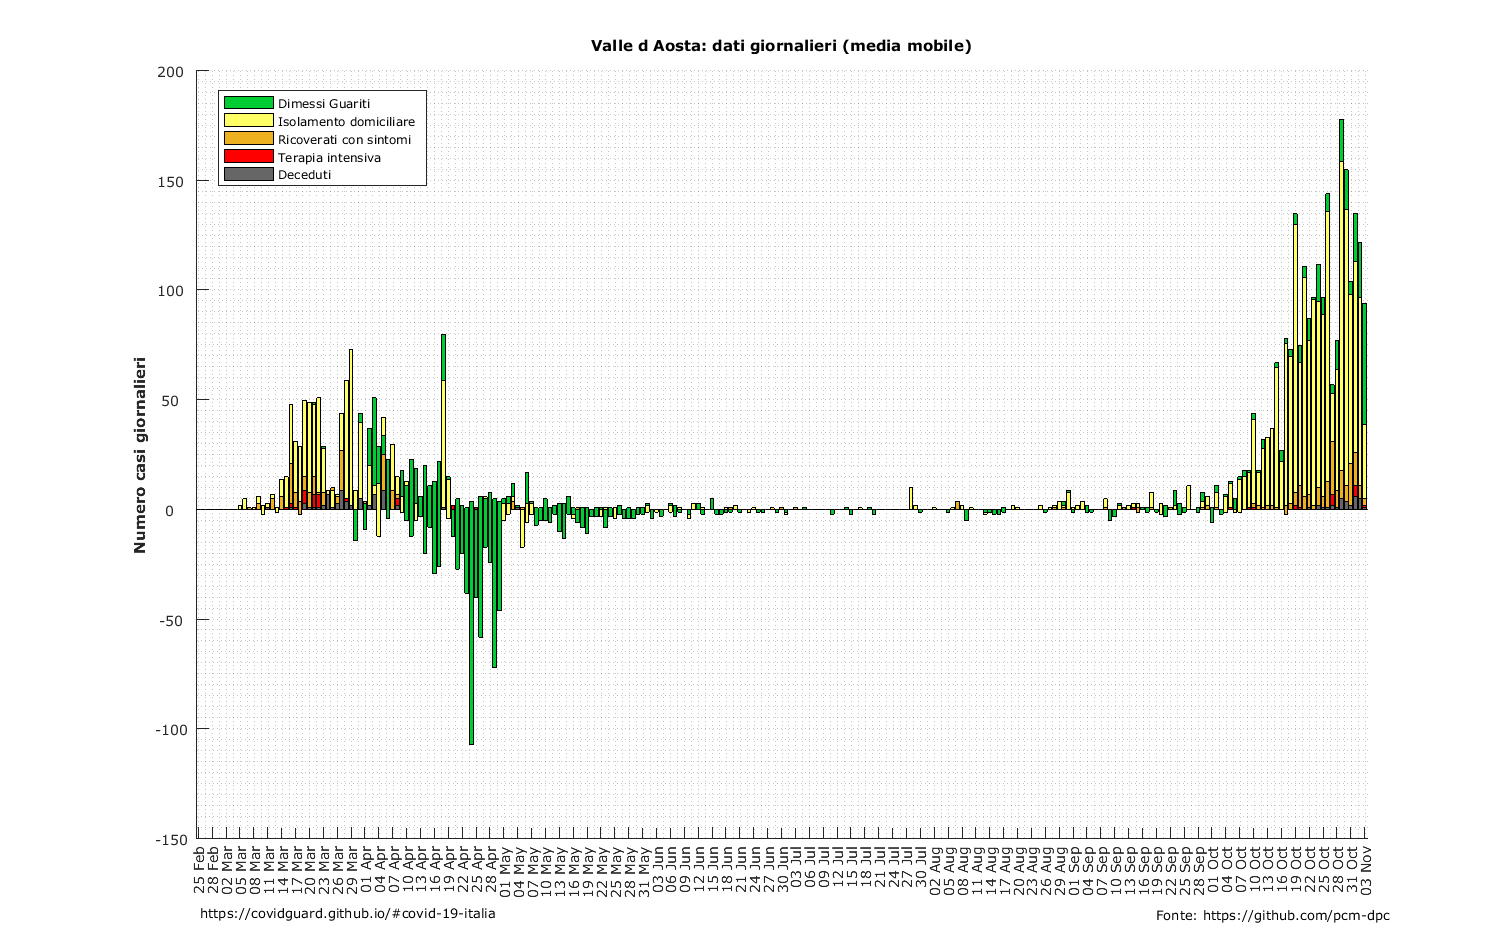 Valle d Aosta: dati giornalieri (media mobile)
200
150
100
50
0
-50
-100
-150
Numero casi giornalieri
Dimessi Guariti
Isolamento domiciliare
Ricoverati con sintomi
Terapia intensiva
Deceduti
25 Feb
28 Feb
02 Mar
05 Mar
08 Mar
11 Mar
14 Mar
17 Mar
20 Mar
23 Mar
26 Mar
29 Mar
01 Apr
04 Apr
07 Apr
10 Apr
13 Apr
16 Apr
19 Apr
22 Apr
25 Apr
28 Apr
01 May
04 May
07 May
10 May
13 May
16 May
19 May
22 May
25 May
28 May
31 May
03 Jun
06 Jun
09 Jun
12 Jun
15 Jun
18 Jun
21 Jun
24 Jun
27 Jun
30 Jun
03 Jul
06 Jul
09 Jul
12 Jul
15 Jul
18 Jul
21 Jul
24 Jul
27 Jul
30 Jul
02 Aug
05 Aug
08 Aug
11 Aug
14 Aug
17 Aug
20 Aug
23 Aug
26 Aug
29 Aug
01 Sep
04 Sep
07 Sep
10 Sep
13 Sep
16 Sep
19 Sep
22 Sep
25 Sep
28 Sep
01 Oct
04 Oct
07 Oct
10 Oct
13 Oct
16 Oct
19 Oct
22 Oct
25 Oct
28 Oct
31 Oct
03 Nov
https://covidguard.github.io/#covid-19-italia
Fonte: https://github.com/pcm-dpc